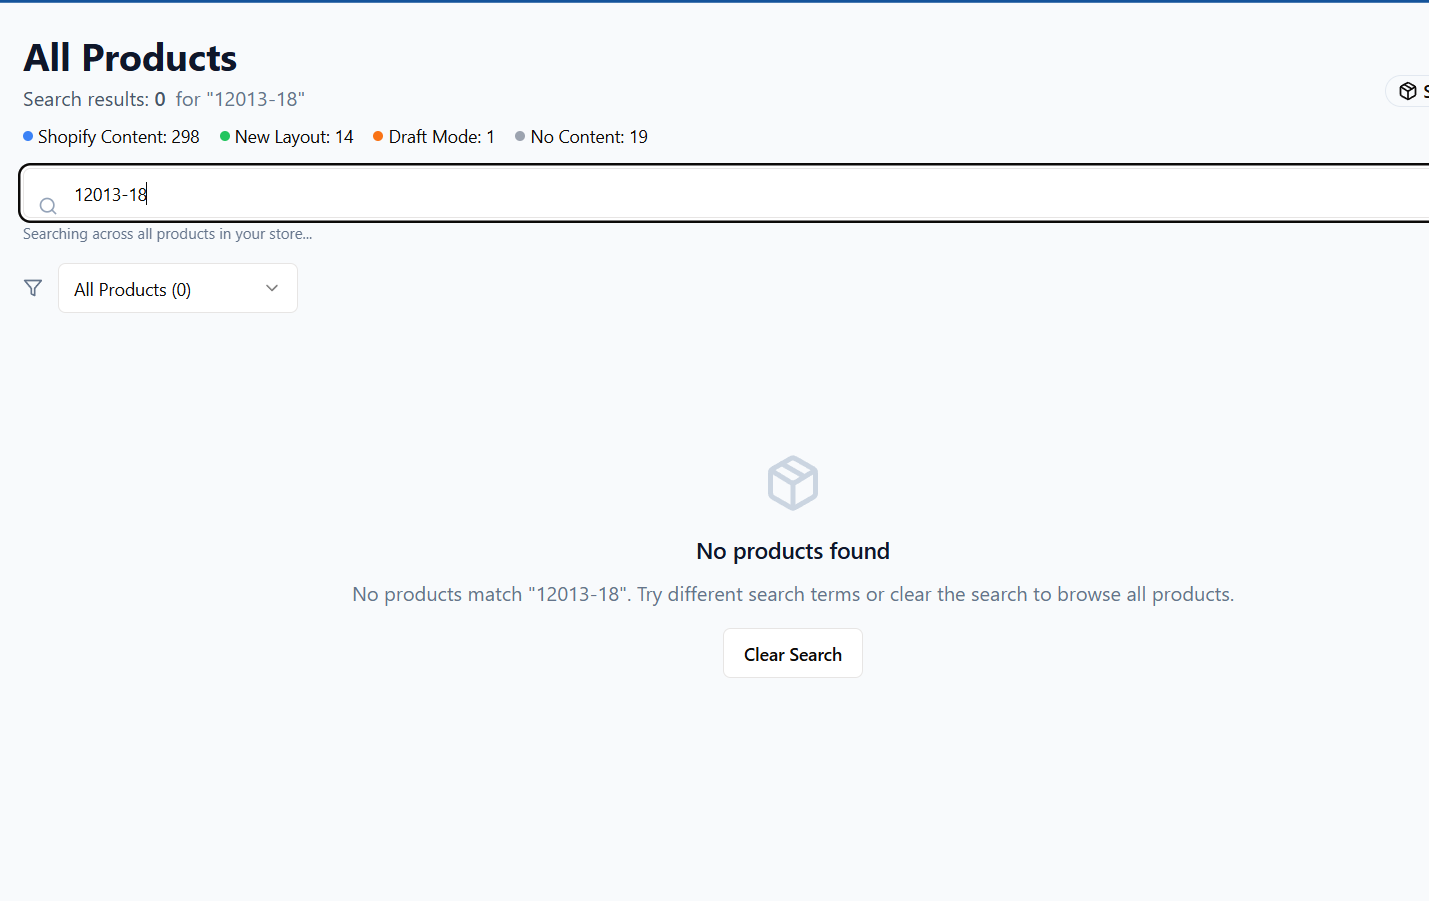 All Products
Search results: 0 for "12013-18"
Shopify Content: 298 New Layout: 14 Draft Mode: 1 No Content: 19
12013-18
Searching across all products in your store...
All Products (0)
No products found
No products match "12013-18". Try different search terms or clear the search to browse all products.
Clear Search